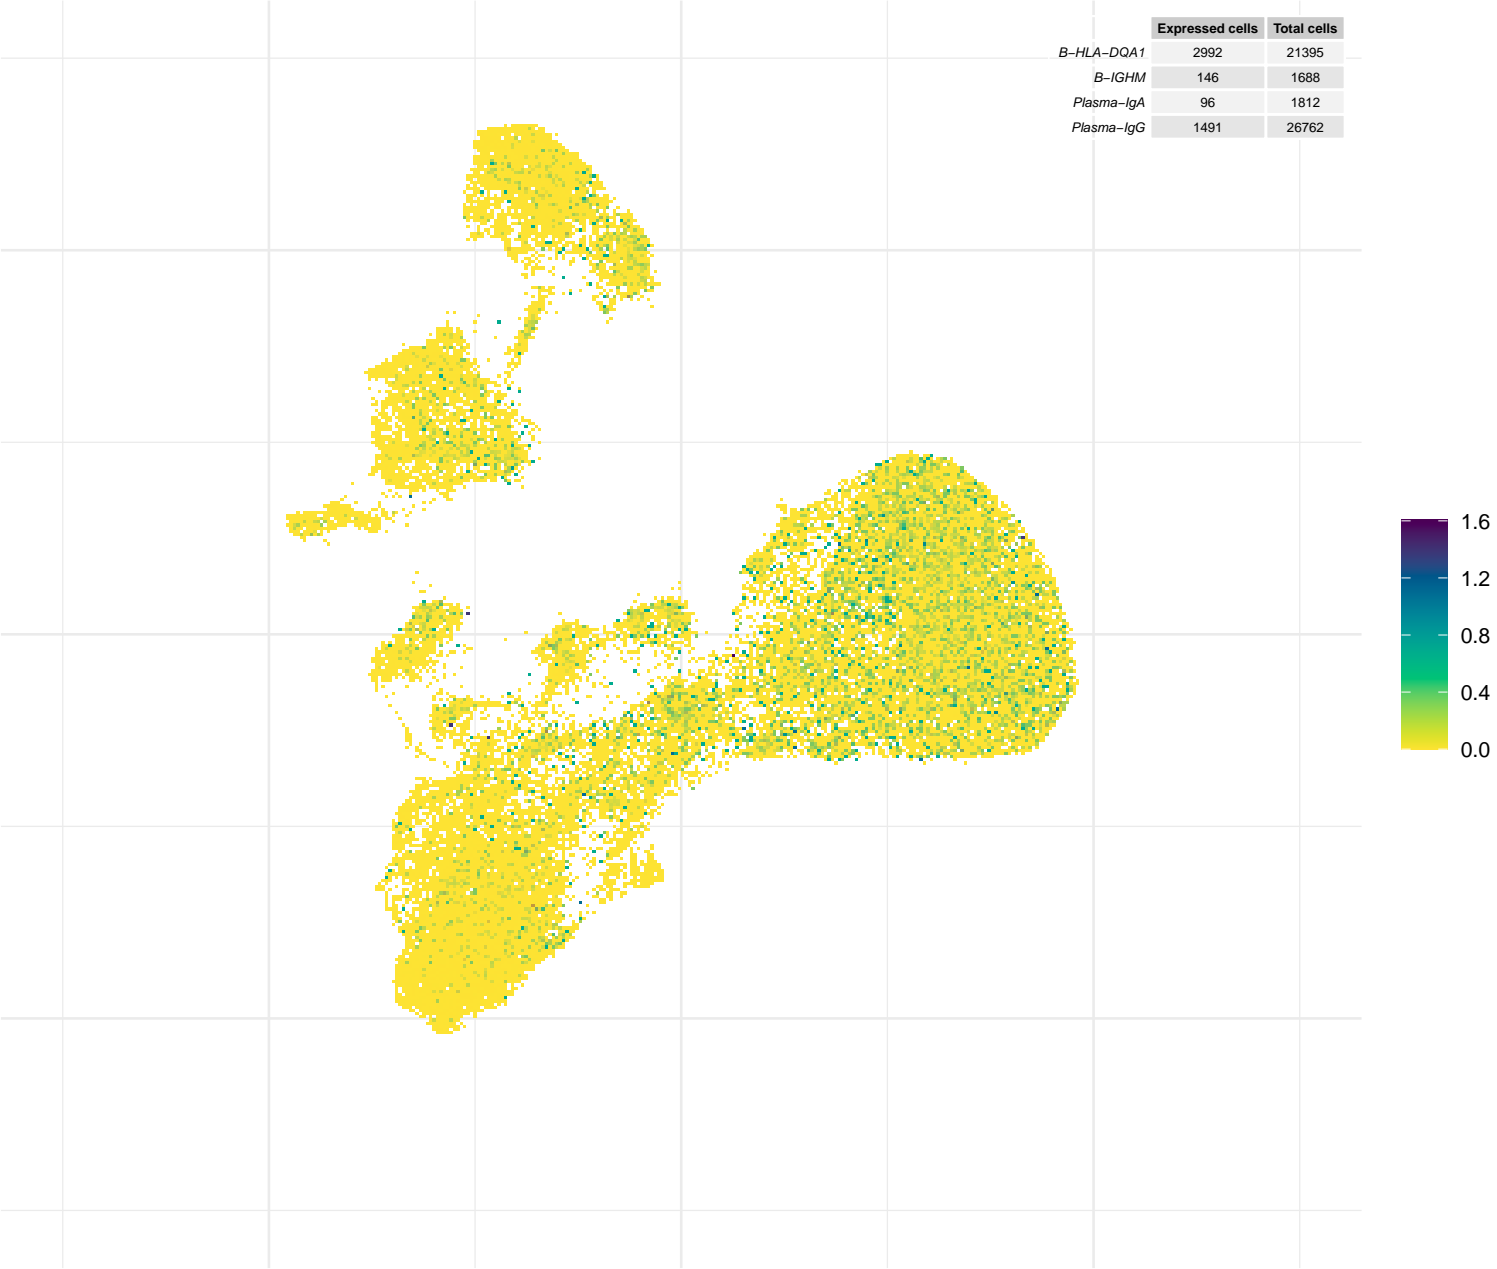 Expressed cells Total cells
B−HLA−DQA1 2992 21395
B−IGHM 146 1688
Plasma−IgA 96 1812
Plasma−IgG 1491 26762
1.6
1.2
0.8
0.4
0.0